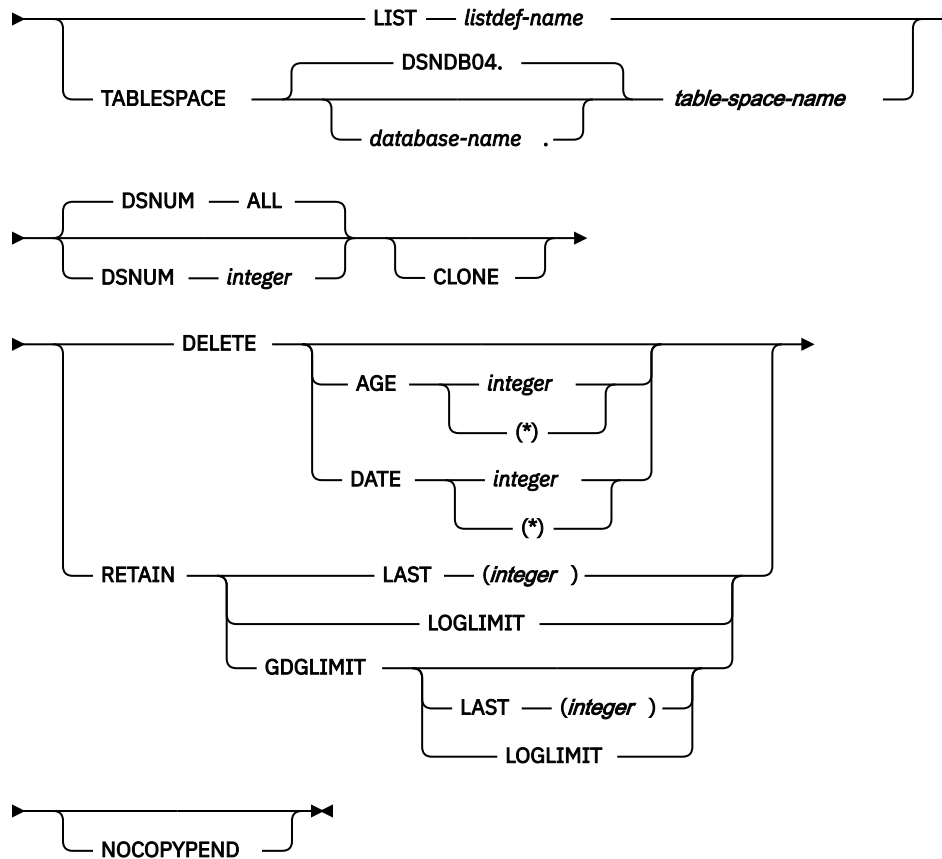 LIST listdef-name
DSNDB04.
TABLESPACE table-space-name
database-name .
DSNUM ALL
DSNUM integer CLONE
DELETE
AGE integer
(*)
DATE integer
(*)
RETAIN LAST (integer )
LOGLIMIT
GDGLIMIT
LAST (integer )
LOGLIMIT
NOCOPYPEND